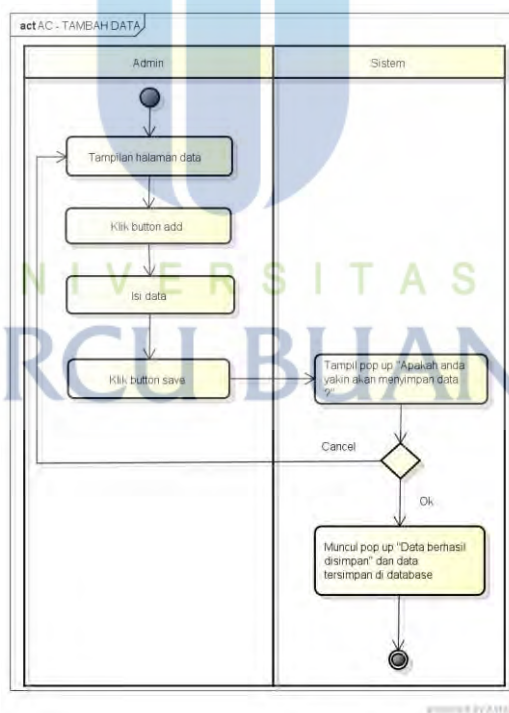 act AC - TAMBAH DATA
Admin
Sistem
Tampilan halaman data
Klik button add
Isi data
Klik button save
Tampil pop up "Apakah anda
yakin akan menyimpan data
?"
Cancel
Ok
Muncul pop up "Data berhasil
disimpan" dan data
tersimpan di database
NIVERSITAS
RCU BUAN